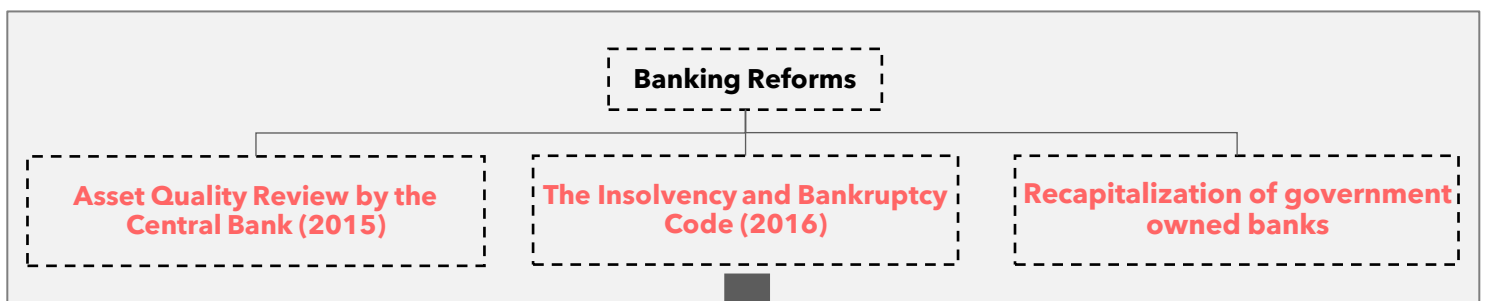 Banking Reforms
Asset Quality Review by the
Central Bank (2015)
The Insolvency and Bankruptcy
Code (2016)
Recapitalization of government
owned banks